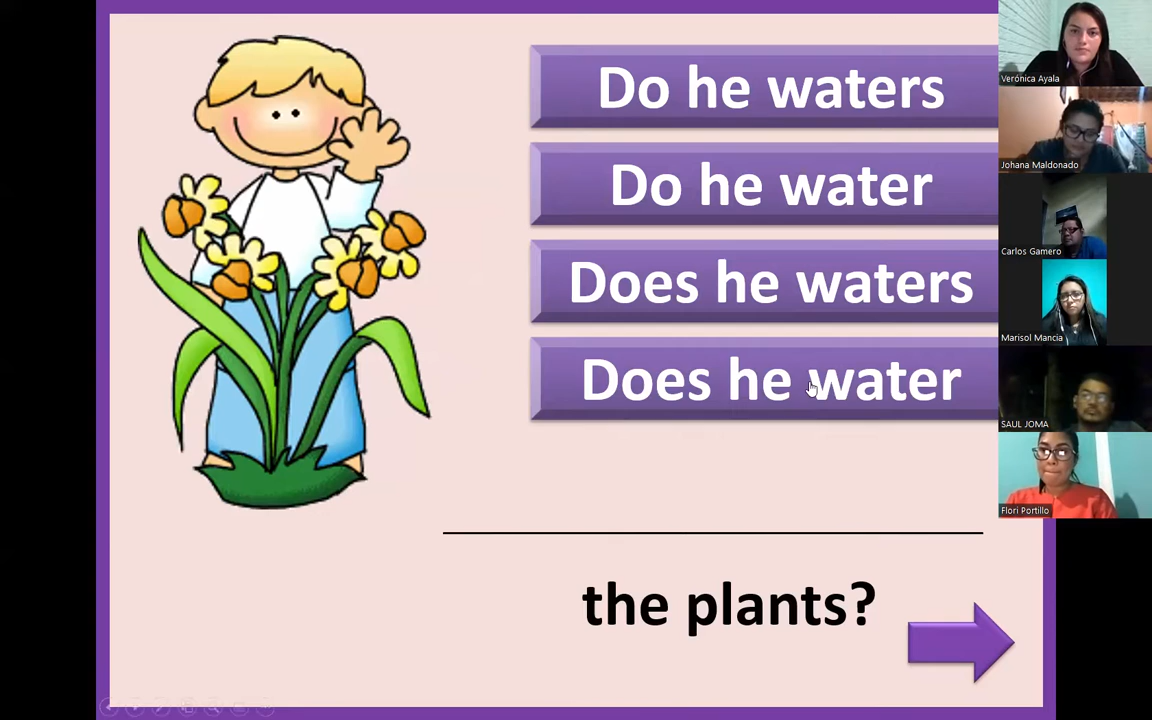 Do he waters
Do he water
Does he waters
Does he water
the plants?
Verónica Ayala
Johana Maldonado
Carlos Gamero
Marisol Mancia
SAUL JOMA
Flori Portillo